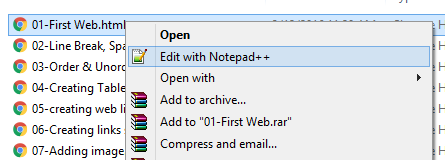 01-First Web.html
Open
02-Line Break, Spa
Edit with Notepad++
03-Order & Unord
Open with
04-Creating Table
Add to archive...
05-creating web li
Add to "01-First Web.rar"
06-Creating links
Compress and email...
07-Adding image